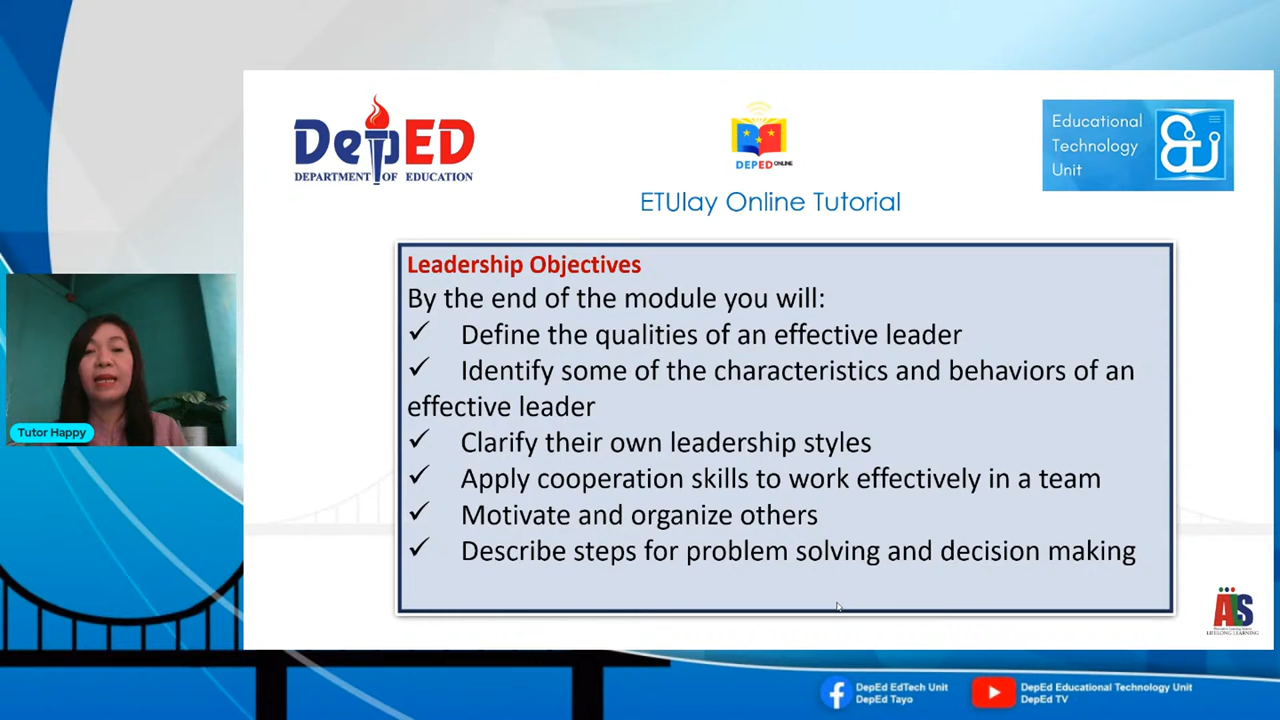 DepED
DEPARTMENT OF EDUCATION
DEPED ONLINE
Educational
Technology
Unit
ETUlay Online Tutorial
Leadership Objectives
By the end of the module you will:
✓ Define the qualities of an effective leader
✓ Identify some of the characteristics and behaviors of an
effective leader
✓ Clarify their own leadership styles
✓ Apply cooperation skills to work effectively in a team
✓ Motivate and organize others
✓ Describe steps for problem solving and decision making
Tutor Happy
ALS
LIFELONG LEARNING
DepEd EdTech Unit
DepEd Tayo
DepEd Educational Technology Unit
DepEd TV